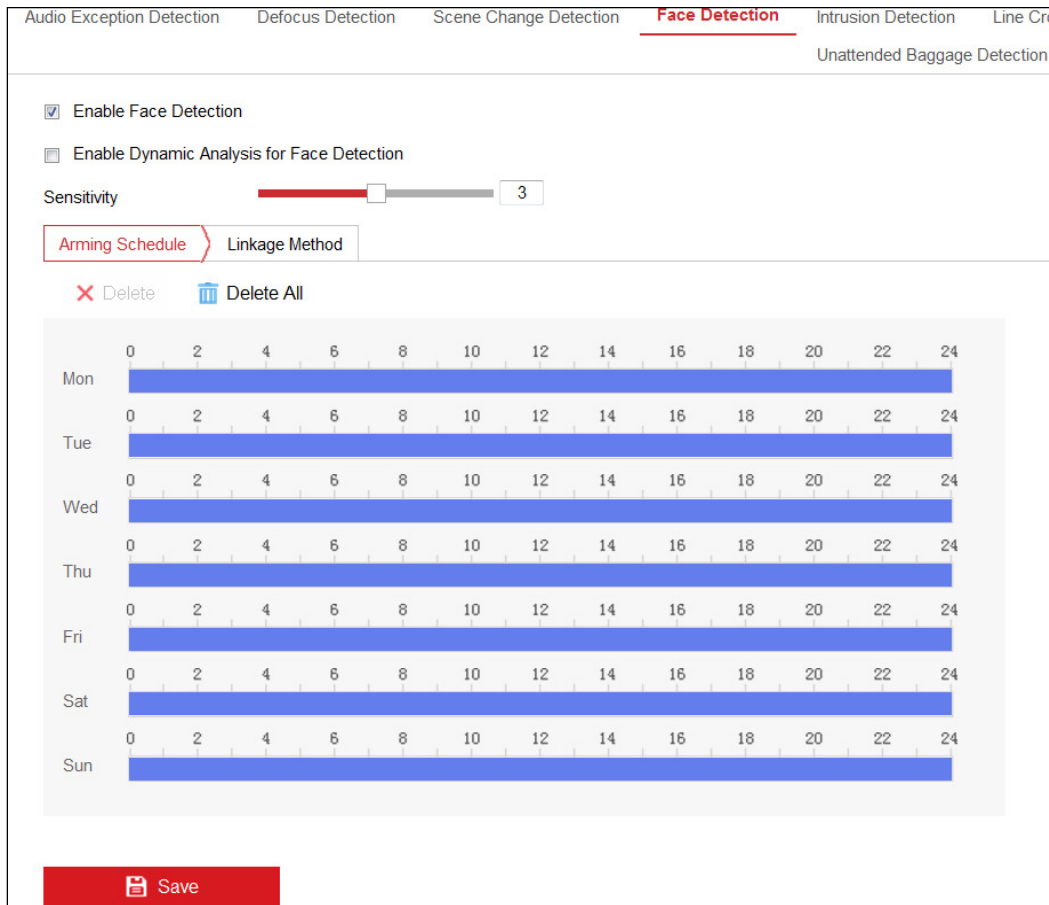 Audio Exception Detection Defocus Detection Scene Change Detection Face Detection Intrusion Detection Line Cro
Unattended Baggage Detection
Enable Face Detection
Enable Dynamic Analysis for Face Detection
Sensitivity 3
Arming Schedule Linkage Method
Delete Delete All
0 2 4 6 8 10 12 14 16 18 20 22 24
Mon
0 2 4 6 8 10 12 14 16 18 20 22 24
Tue
0 2 4 6 8 10 12 14 16 18 20 22 24
Wed
0 2 4 6 8 10 12 14 16 18 20 22 24
Thu
0 2 4 6 8 10 12 14 16 18 20 22 24
Fri
0 2 4 6 8 10 12 14 16 18 20 22 24
Sat
0 2 4 6 8 10 12 14 16 18 20 22 24
Sun
Save